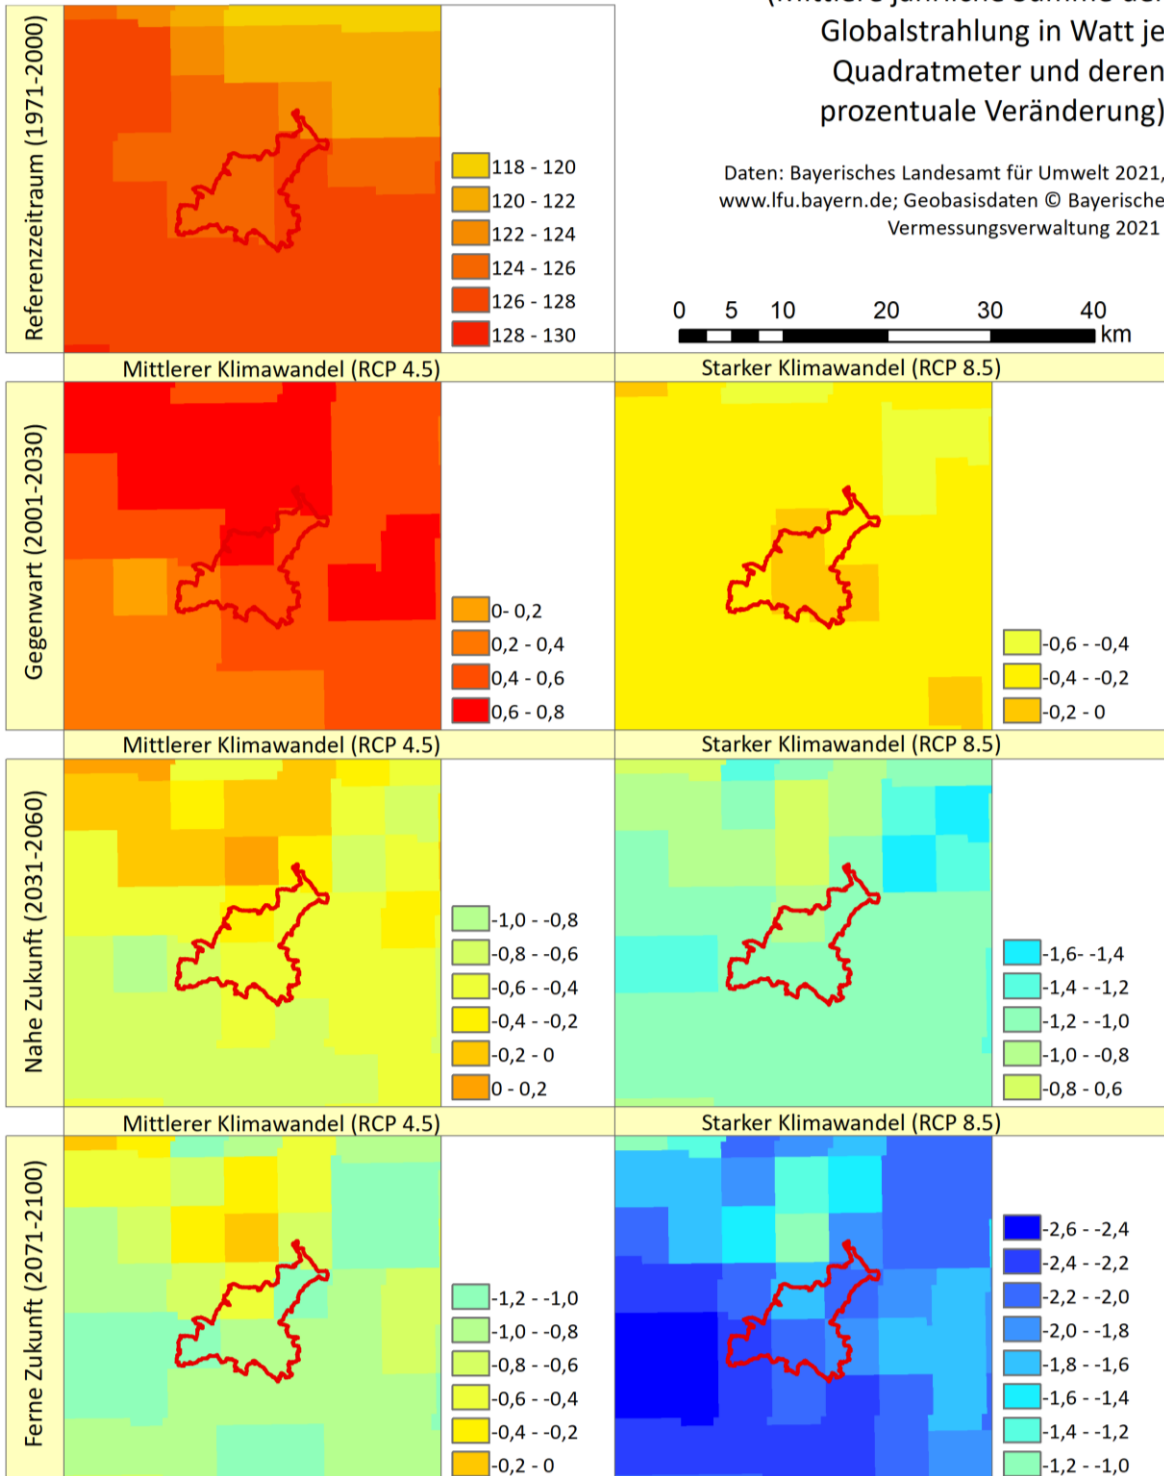 (Mittlere jährliche Summe der
Globalstrahlung in Watt je
Quadratmeter und deren
prozentuale Veränderung)
Daten: Bayerisches Landesamt für Umwelt 2021,
www.lfu.bayern.de; Geobasisdaten © Bayerische
Vermessungsverwaltung 2021
0 5 10 20 30 40
km
Referenzzeitraum (1971-2000)
118 - 120
120 - 122
122 - 124
124 - 126
126 - 128
128 - 130
Mittlerer Klimawandel (RCP 4.5)
Starker Klimawandel (RCP 8.5)
Gegenwart (2001-2030)
0- 0,2
0,2 - 0,4
0,4 - 0,6
0,6 - 0,8
-0,6 - -0,4
-0,4 - -0,2
-0,2 - 0
Mittlerer Klimawandel (RCP 4.5)
Starker Klimawandel (RCP 8.5)
Nahe Zukunft (2031-2060)
-1,0 - -0,8
-0,8 - -0,6
-0,6 - -0,4
-0,4 - -0,2
-0,2 - 0
0 - 0,2
-1,6- -1,4
-1,4 - -1,2
-1,2 - -1,0
-1,0 - -0,8
-0,8 - 0,6
Mittlerer Klimawandel (RCP 4.5)
Starker Klimawandel (RCP 8.5)
Ferne Zukunft (2071-2100)
-1,2 - -1,0
-1,0 - -0,8
-0,8 - -0,6
-0,6 - -0,4
-0,4 - -0,2
-0,2 - 0
-2,6 - -2,4
-2,4 - -2,2
-2,2 - -2,0
-2,0 - -1,8
-1,8 - -1,6
-1,6 - -1,4
-1,4 - -1,2
-1,2 - -1,0